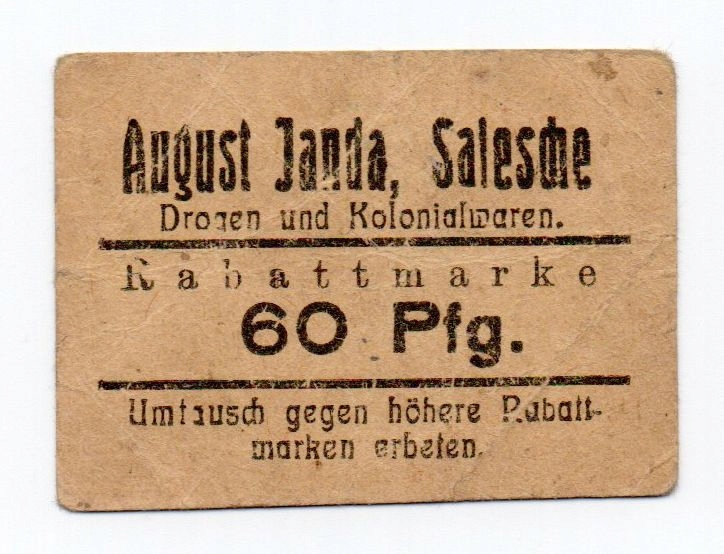 August Janda, Salesche
Drogen und Kolonialwaren.
Rabattmarke
60 Pfg.
Umtausch gegen höhere Rabatt-
marken erbeten.